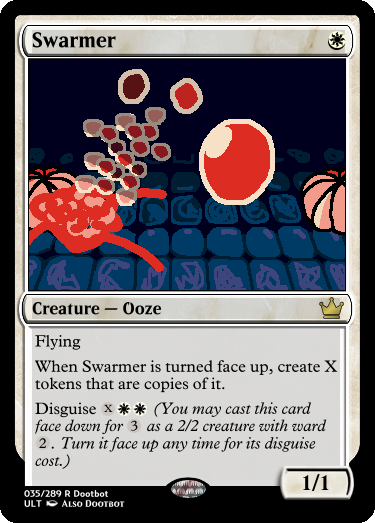 Swarmer
Creature — Ooze
Flying
When Swarmer is turned face up, create X
tokens that are copies of it.
Disguise X (You may cast this card
face down for 3 as a 2/2 creature with ward
2. Turn it face up any time for its disguise
cost.)
1/1
035/289 R Dootbot
ULT Also Dootbot